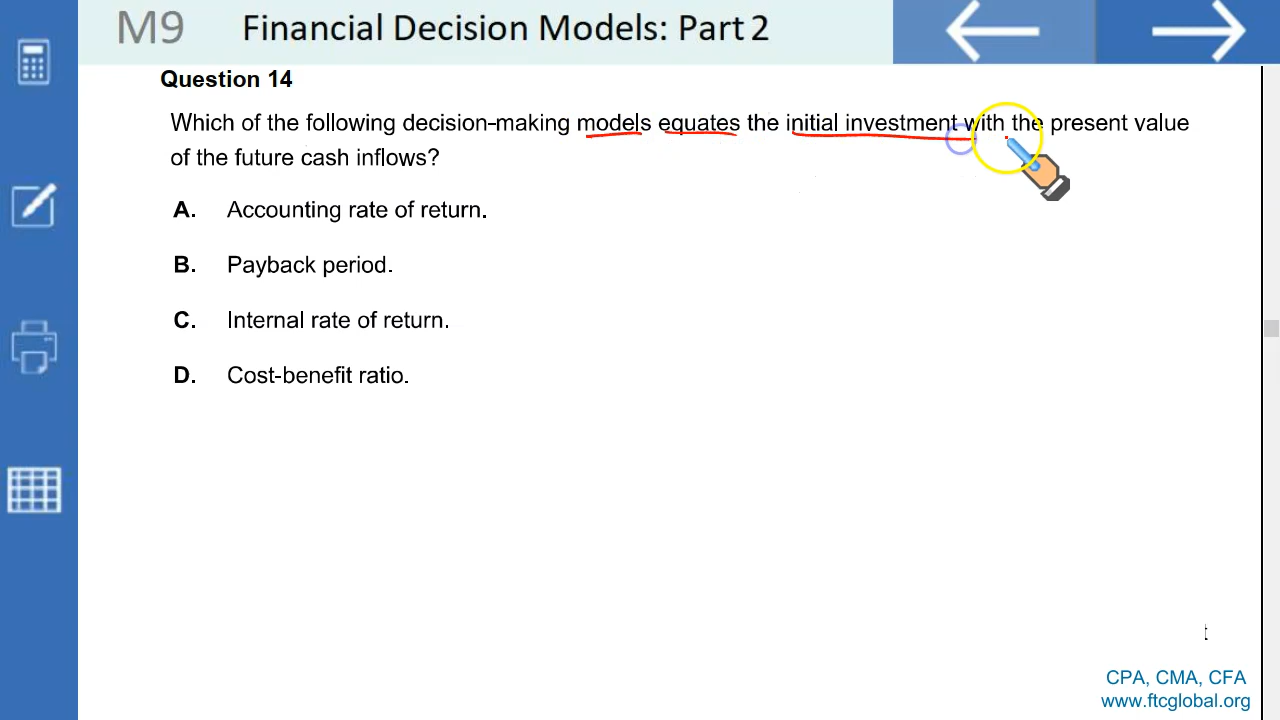 M9 Financial Decision Models: Part 2
Question 14
Which of the following decision-making models equates the initial investment with the present value
of the future cash inflows?
A. Accounting rate of return.
B. Payback period.
C. Internal rate of return.
D. Cost-benefit ratio.
t
CPA, CMA, CFA
www.ftcglobal.org